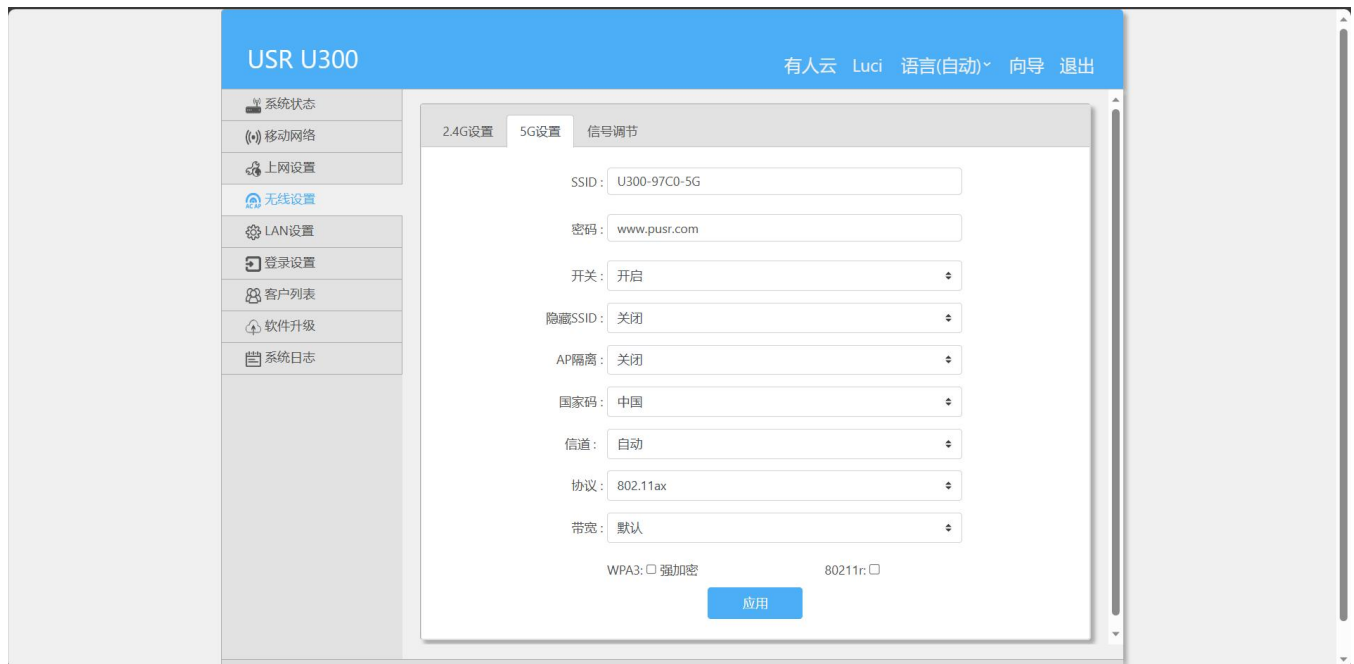 USR U300
有人云 Luci 语言(自动) 向导 退出
系统状态
移动网络
上网设置
无线设置
LAN设置
登录设置
客户列表
软件升级
系统日志
2.4G设置 5G设置 信号调节
SSID : U300-97C0-5G
密码 : www.pusr.com
开关 : 开启
隐藏SSID : 关闭
AP隔离 : 关闭
国家码 : 中国
信道 : 自动
协议 : 802.11ax
带宽 : 默认
WPA3: 强加密 80211r:
应用